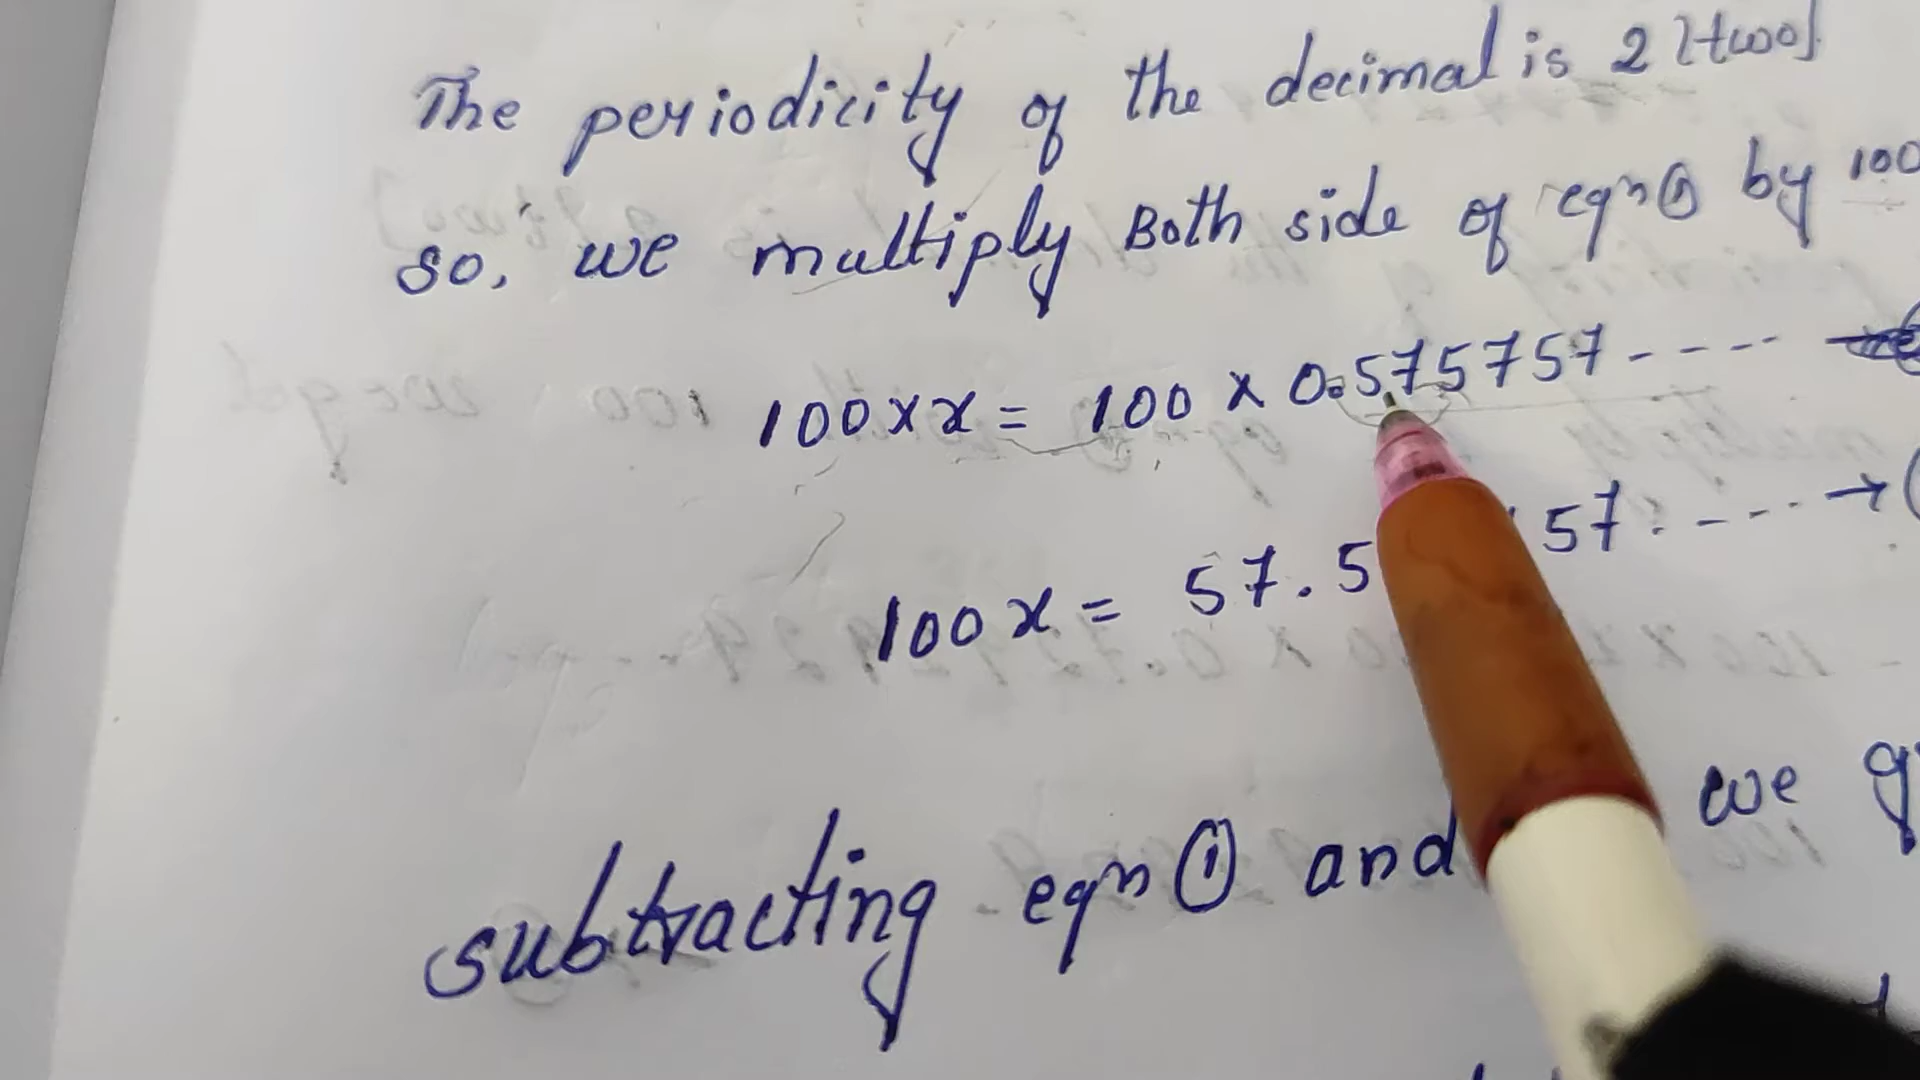 The periodicity of the decimal is 2 [two].
so, we multiply Both side of eqn ① by 100
100 x x = 100 x 0.575757 - - - -
100 x = 57.5 57. - - - - →
subtracting eqn ① and we